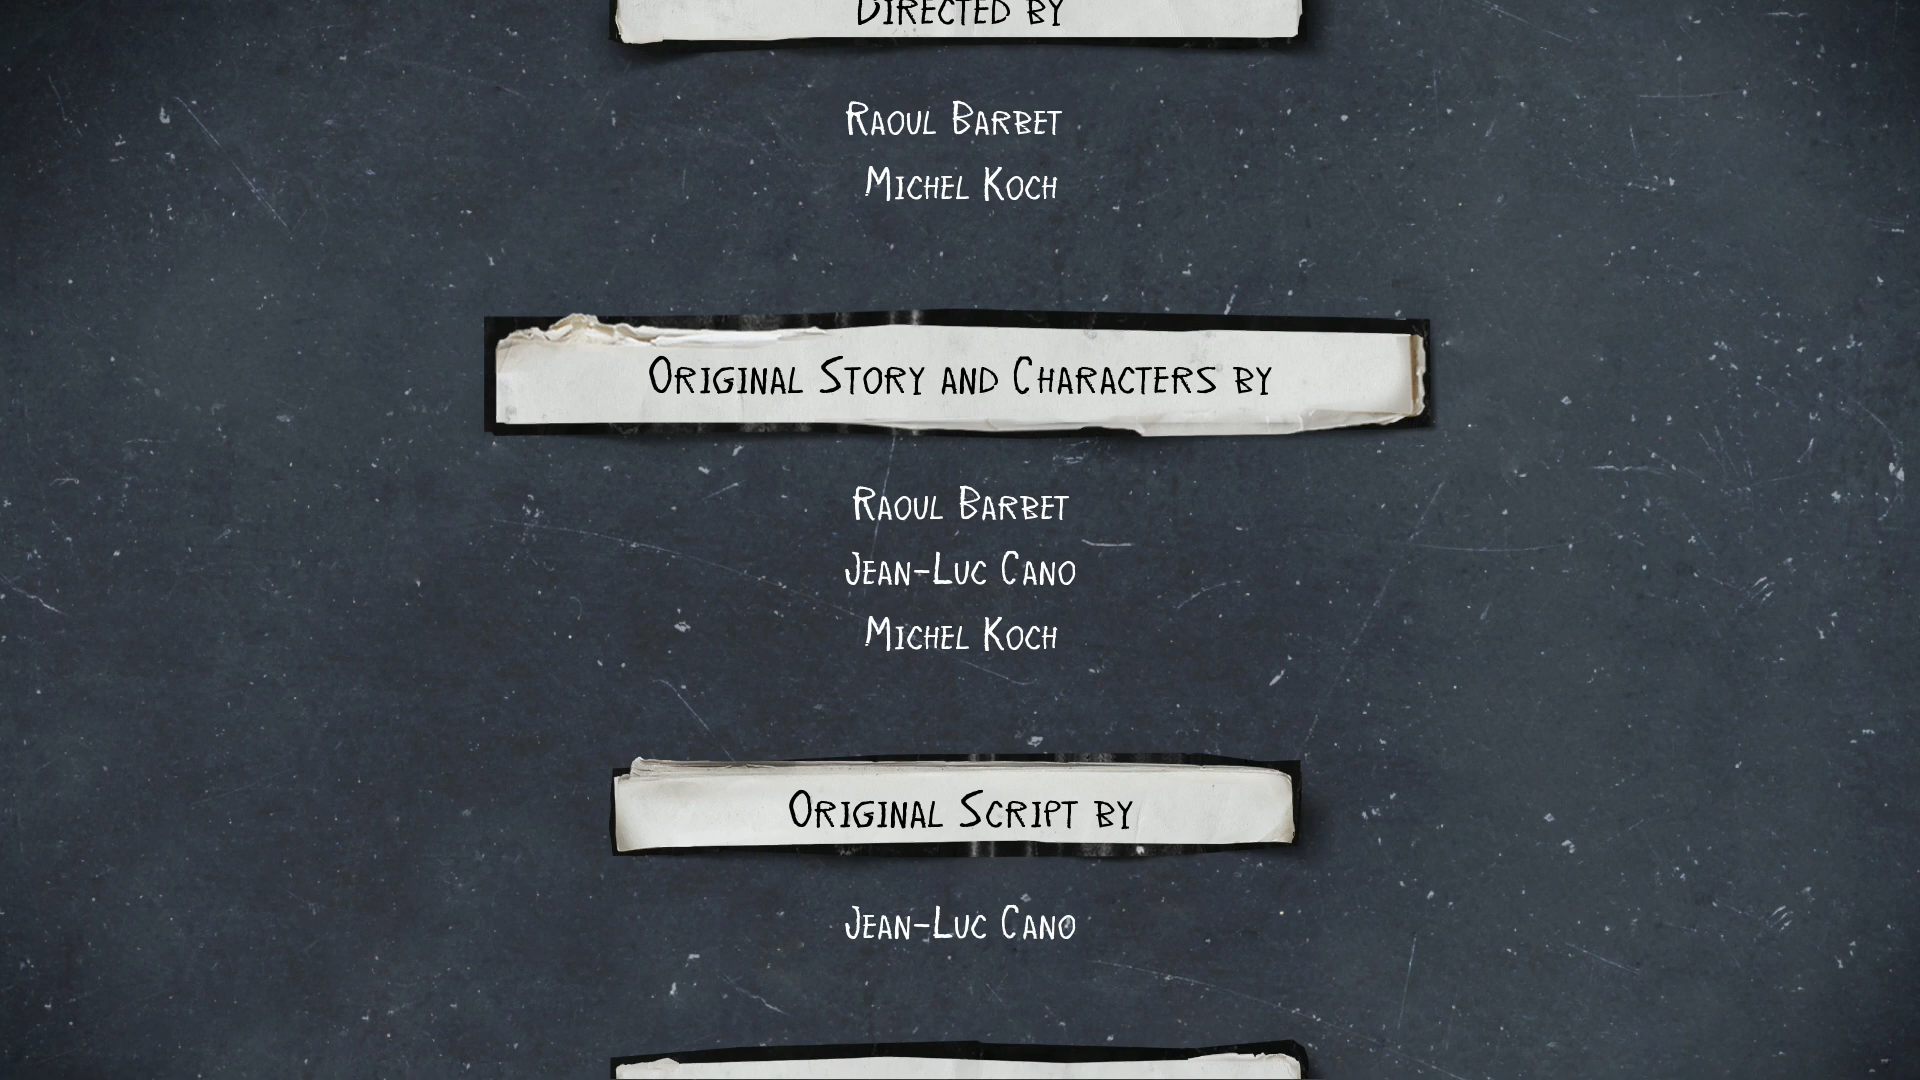 Directed by
Raoul Barbet
Michel Koch
Original Story and Characters by
Raoul Barbet
Jean-Luc Cano
Michel Koch
Original Script by
Jean-Luc Cano